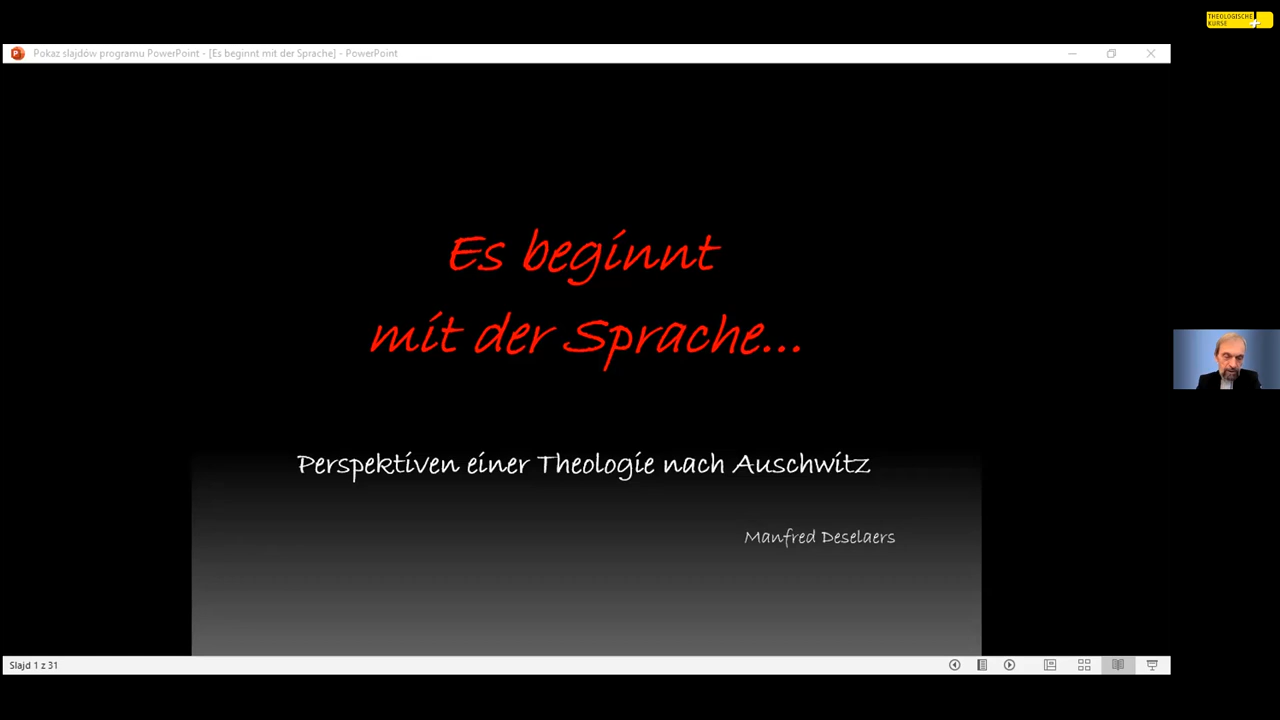 THEOLOGISCHE
KURSE
Pokaz slajdów programu PowerPoint - [Es beginnt mit der Sprache] - PowerPoint
Es beginnt
mit der Sprache...
Perspektiven einer Theologie nach Auschwitz
Manfred Deselaers
Slajd 1 z 31